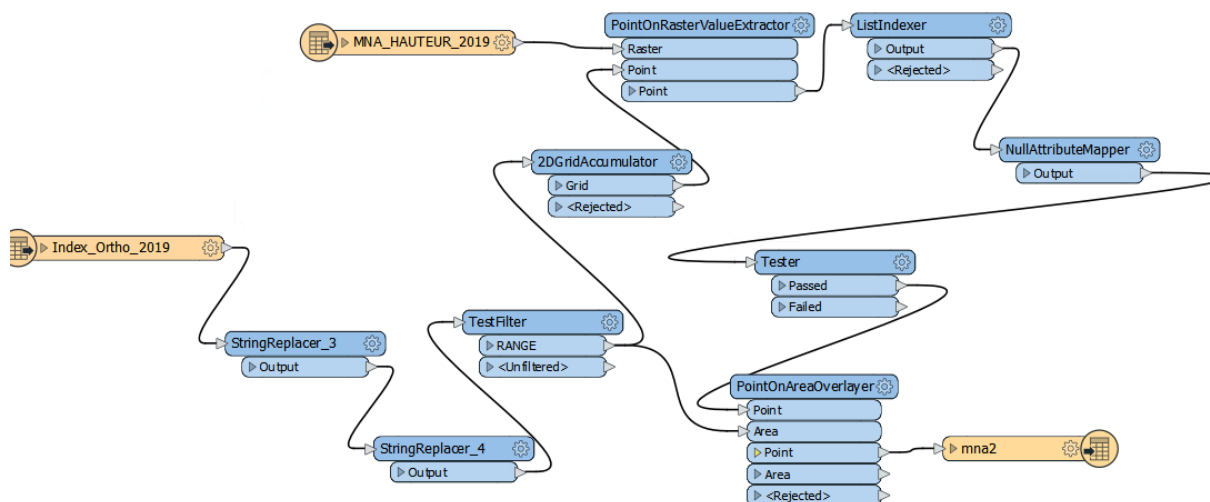 MNA_HAUTEUR_2019
PointOnRasterValueExtractor
Raster
Point
Point
ListIndexer
Output
<Rejected>
NullAttributeMapper
Output
2DGridAccumulator
Grid
<Rejected>
Index_Ortho_2019
Tester
Passed
Failed
StringReplacer_3
Output
TestFilter
RANGE
<Unfiltered>
StringReplacer_4
Output
PointOnAreaOverlayer
Point
Area
Point
Area
<Rejected>
mna2